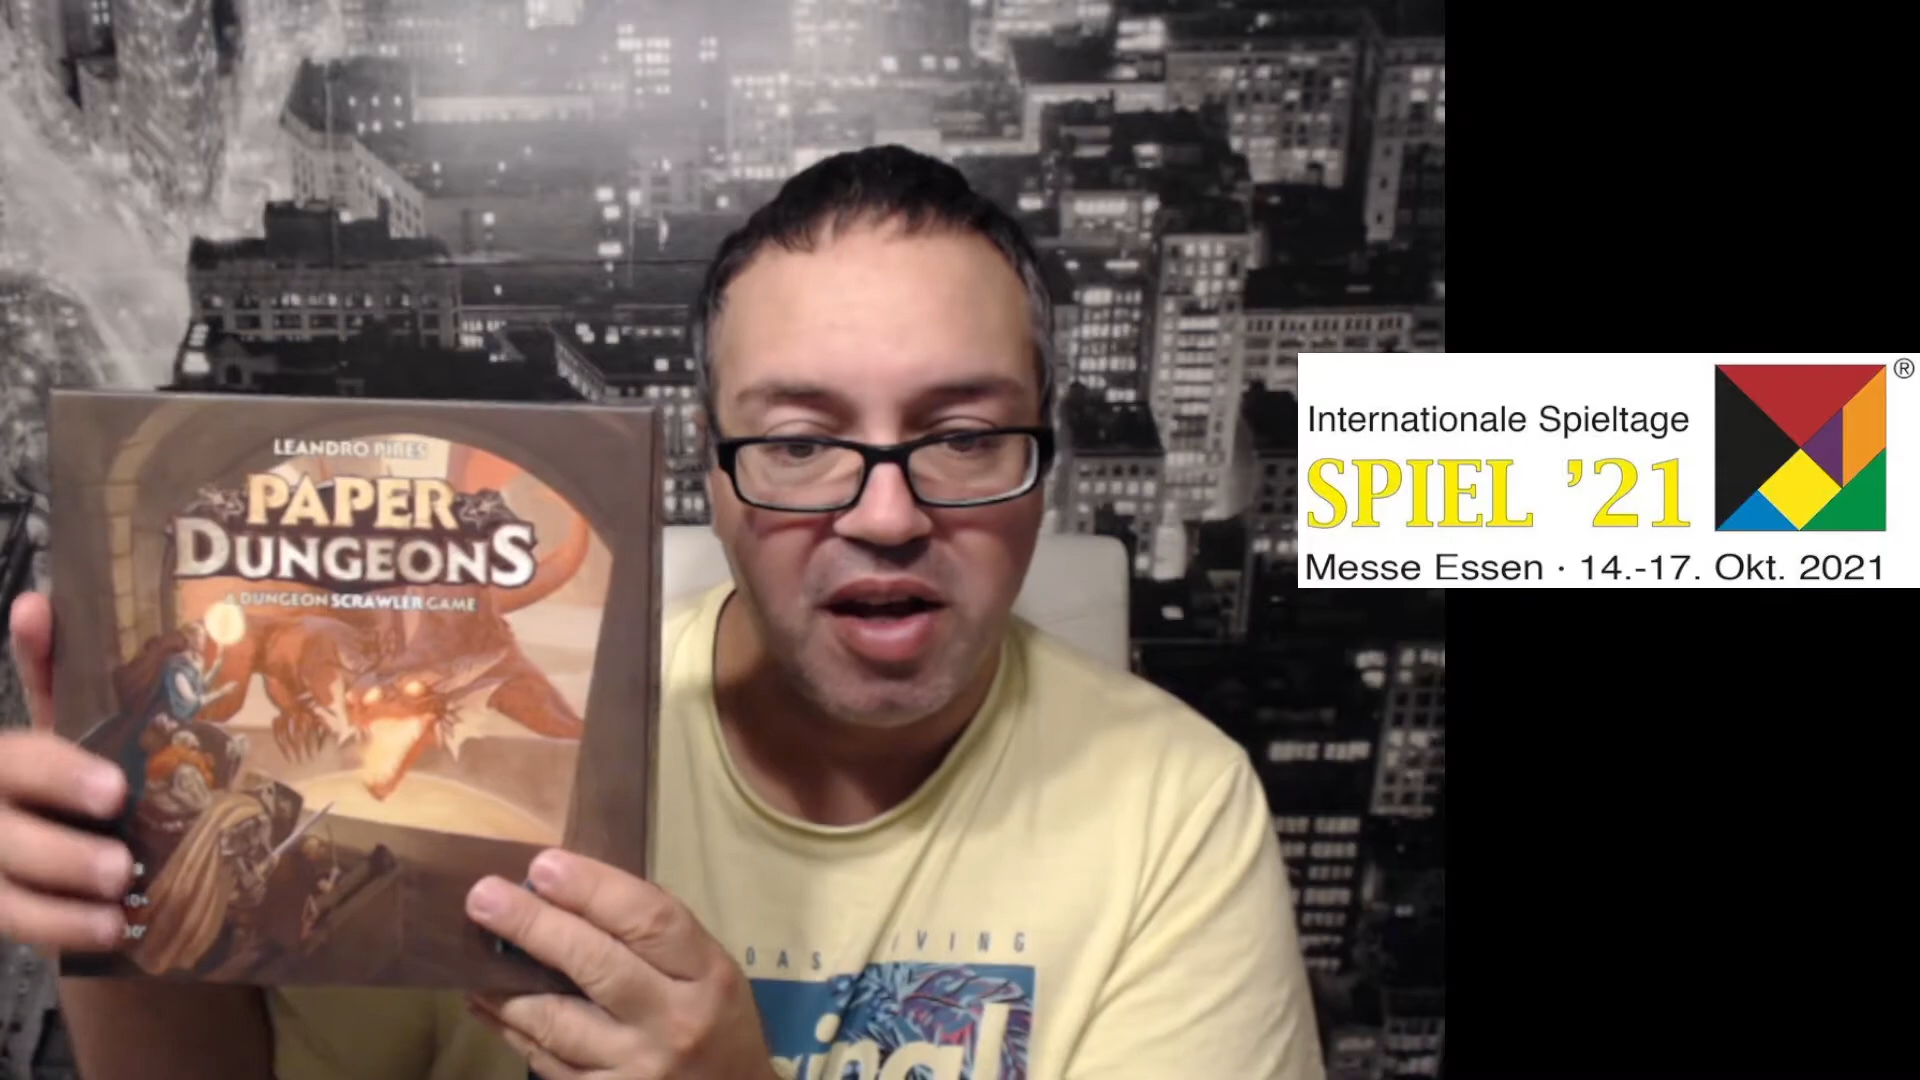 LEANDRO PIRES
PAPER
DUNGEONS
A DUNGEON SCRAWLER GAME
Internationale Spieltage
SPIEL ’21
®
Messe Essen · 14.-17. Okt. 2021